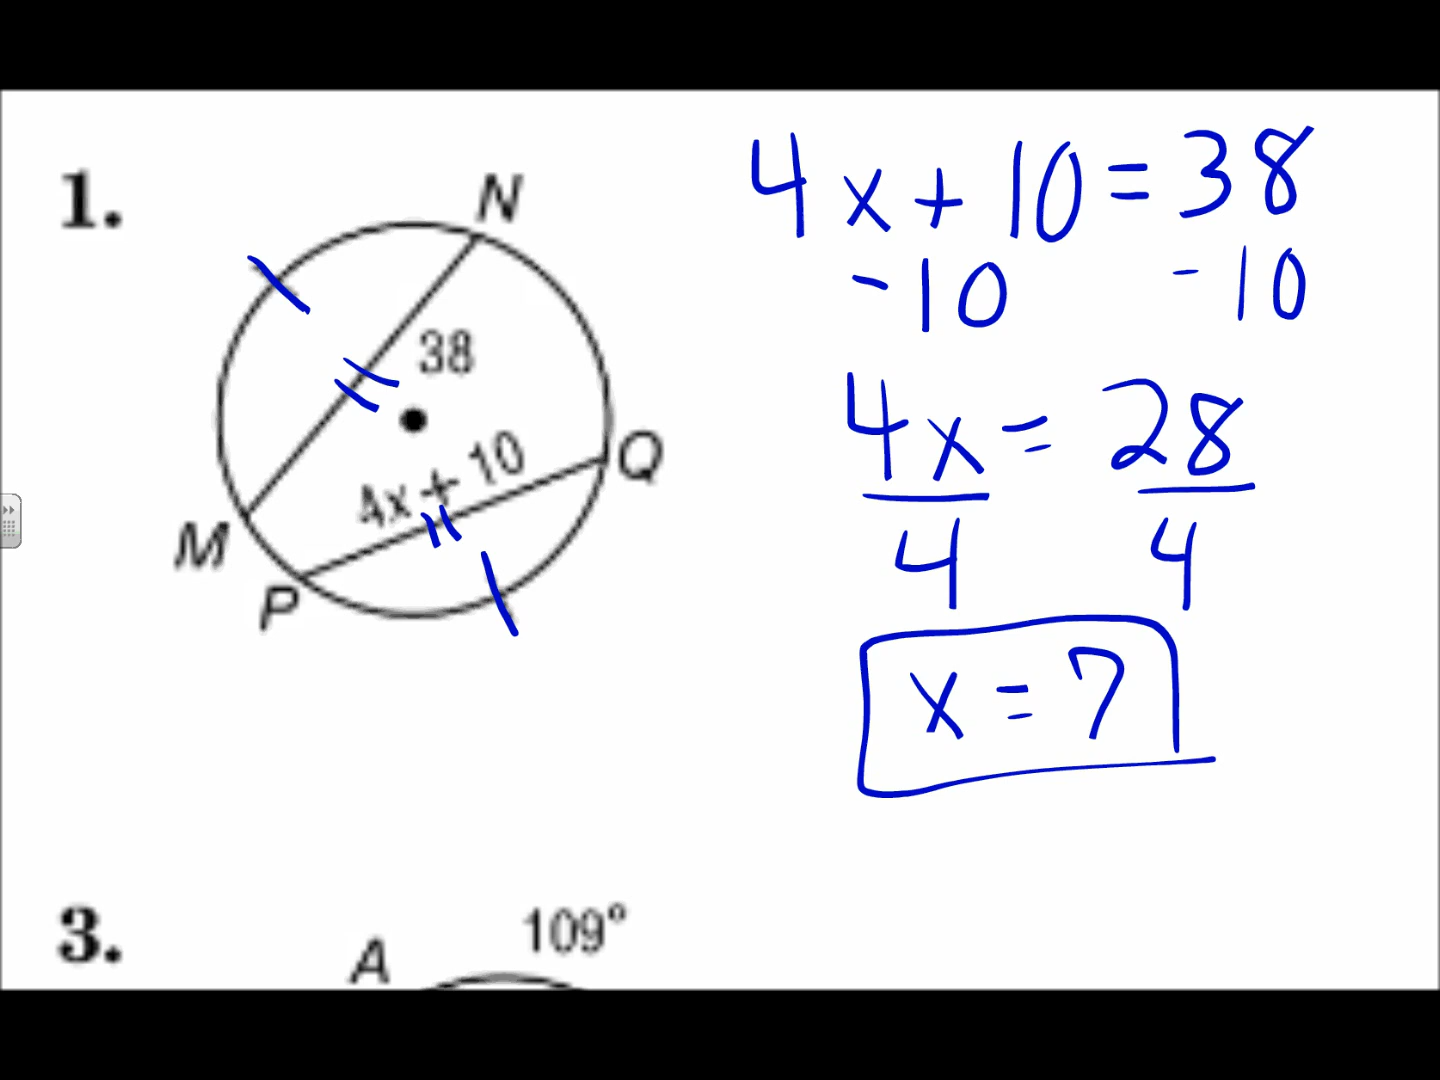 1.
N
38
4x + 10
Q
M
P
4x + 10 = 38
-10 -10
4x = 28
4 4
x = 7
3.
A
109°